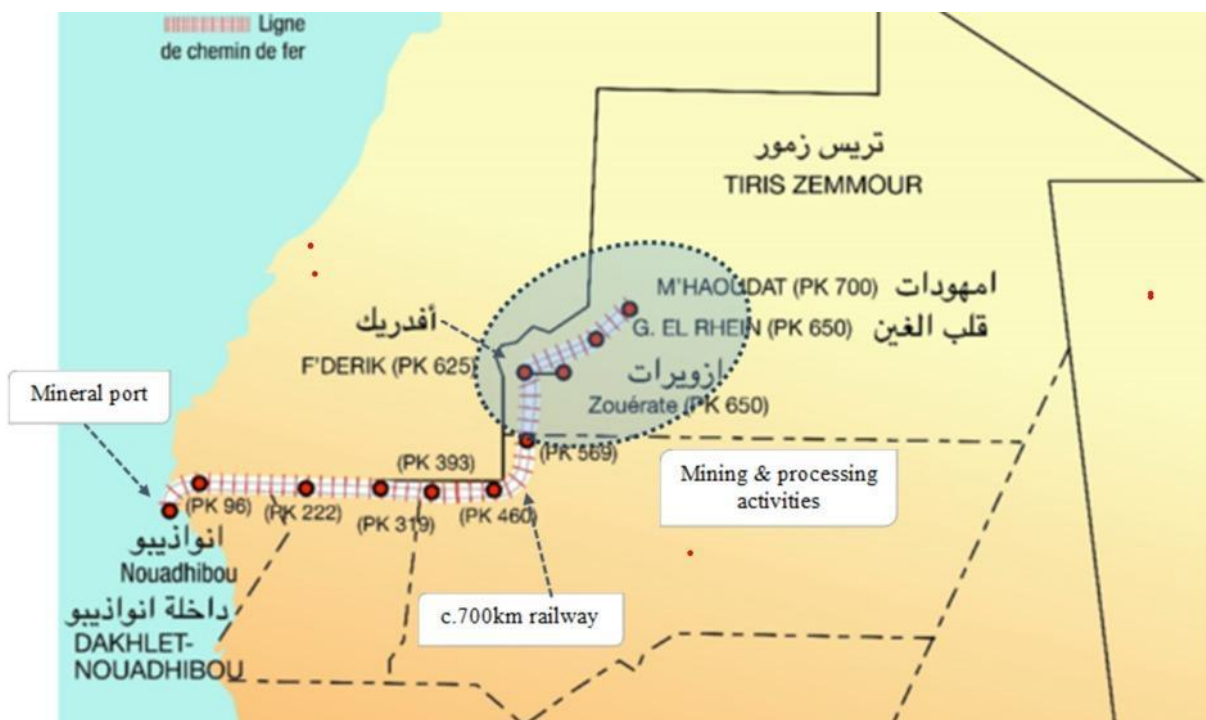 Ligne
de chemin de fer
تريس زمور
TIRIS ZEMMOUR
M'HAOUDAT (PK 700) امهودات
G. EL RHEIN (PK 650) قلب الغين
أفدريك
F'DERIK (PK 625)
ازويرات
Zouérate (PK 650)
Mineral port
(PK 569)
(PK 393)
Mining & processing
activities
(PK 96)
(PK 222)
(PK 319)
(PK 460)
انواذيبو
Nouadhibou
c.700km railway
داخلة انواذيبو
DAKHLET-
NOUADHIBOU